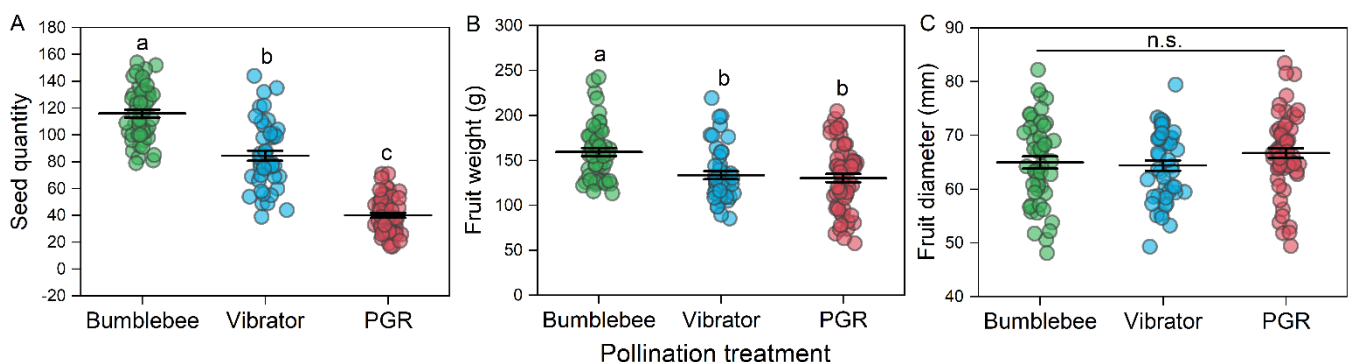 A
Seed quantity
180
160
140
120
100
80
60
40
20
0
-20
a
b
c
Bumblebee Vibrator PGR
B
Fruit weight (g)
300
250
200
150
100
50
0
a
b
b
Bumblebee Vibrator PGR
Pollination treatment
C
Fruit diameter (mm)
90
80
70
60
50
40
n.s.
Bumblebee Vibrator PGR